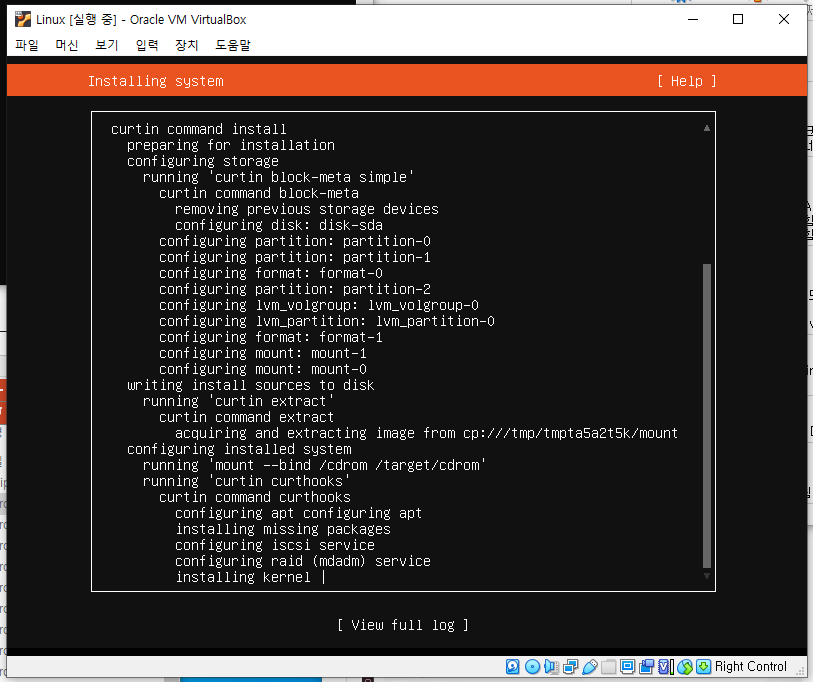 Linux [실행 중] - Oracle VM VirtualBox
파일 머신 보기 입력 장치 도움말
Installing system [ Help ]
curtin command install
preparing for installation
configuring storage
running 'curtin block-meta simple'
curtin command block-meta
removing previous storage devices
configuring disk: disk-sda
configuring partition: partition-0
configuring partition: partition-1
configuring format: format-0
configuring partition: partition-2
configuring lvm_volgroup: lvm_volgroup-0
configuring lvm_partition: lvm_partition-0
configuring format: format-1
configuring mount: mount-1
configuring mount: mount-0
writing install sources to disk
running 'curtin extract'
curtin command extract
acquiring and extracting image from cp:///tmp/tmpta5a2t5k/mount
configuring installed system
running 'mount --bind /cdrom /target/cdrom'
running 'curtin curthooks'
curtin command curthooks
configuring apt configuring apt
installing missing packages
configuring iscsi service
configuring raid (mdadm) service
installing kernel |
[ View full log ]
Right Control